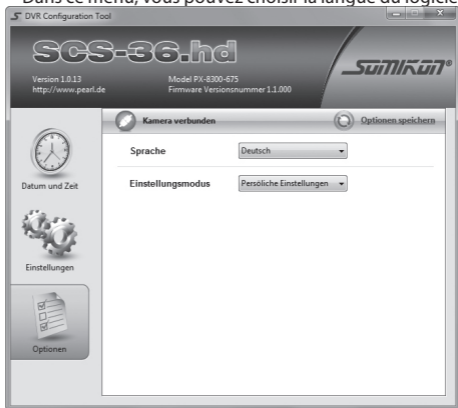 Dans ce menu, vous pouvez choisir la langue du logicie
DVR Configuration Tool
SCS-36.hd
SOMIKON®
Version 1.0.13
http://www.pearl.de
Model PX-8300-675
Firmware Versionsnummer 1.1.000
Kamera verbunden
Optionen speichern
Sprache
Deutsch
Einstellungsmodus
Persöliche Einstellungen
Datum und Zeit
Einstellungen
Optionen